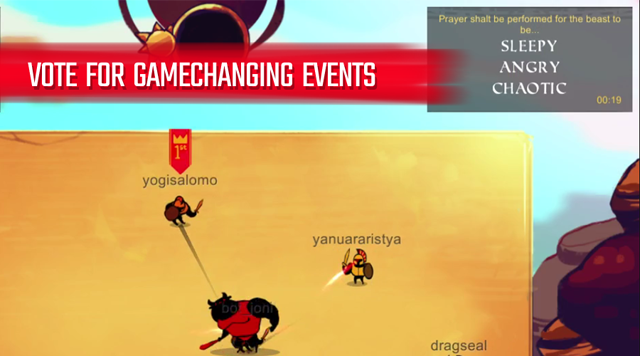 Prayer shalt be performed for the beast to
be...
SLEEPY
ANGRY
CHAOTIC
00:19
VOTE FOR GAMECHANGING EVENTS
1st
yogisalomo
yanuararistya
dragseal